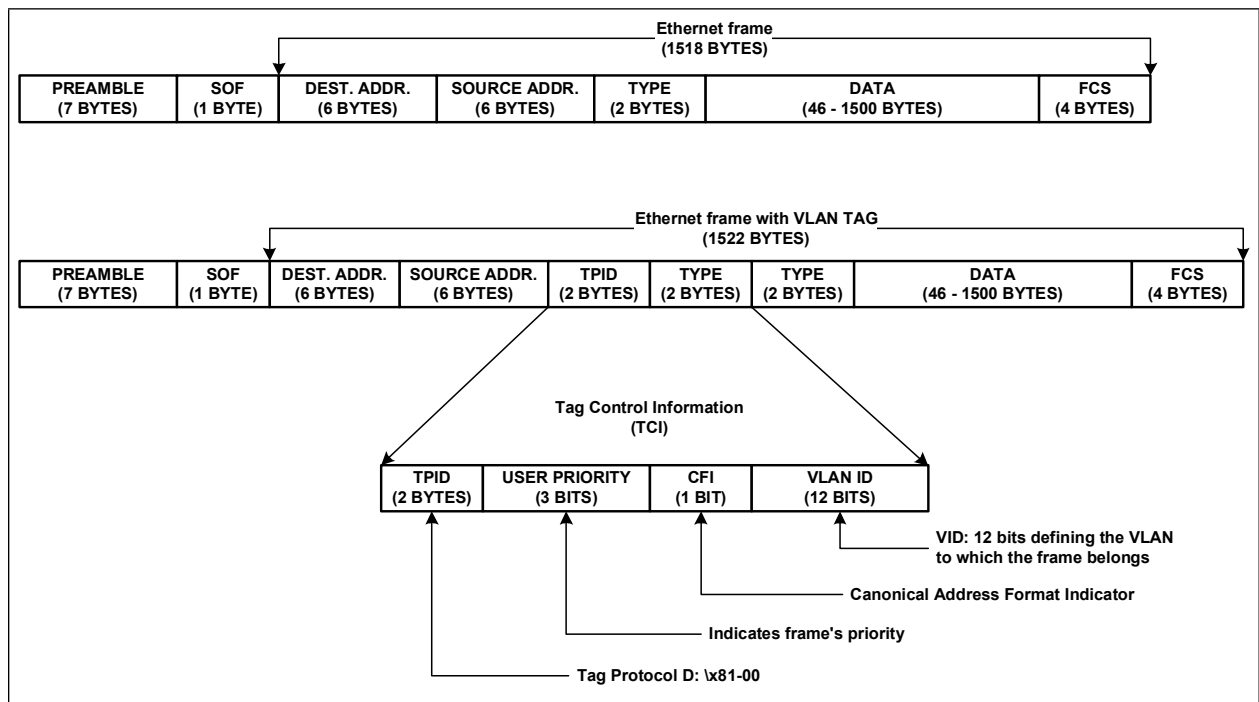 Ethernet frame
(1518 BYTES)
PREAMBLE
(7 BYTES)
SOF
(1 BYTE)
DEST. ADDR.
(6 BYTES)
SOURCE ADDR.
(6 BYTES)
TYPE
(2 BYTES)
DATA
(46 - 1500 BYTES)
FCS
(4 BYTES)
Ethernet frame with VLAN TAG
(1522 BYTES)
PREAMBLE
(7 BYTES)
SOF
(1 BYTE)
DEST. ADDR.
(6 BYTES)
SOURCE ADDR.
(6 BYTES)
TPID
(2 BYTES)
TYPE
(2 BYTES)
TYPE
(2 BYTES)
DATA
(46 - 1500 BYTES)
FCS
(4 BYTES)
Tag Control Information
(TCI)
TPID
(2 BYTES)
USER PRIORITY
(3 BITS)
CFI
(1 BIT)
VLAN ID
(12 BITS)
VID: 12 bits defining the VLAN
to which the frame belongs
Canonical Address Format Indicator
Indicates frame's priority
Tag Protocol D: \x81-00